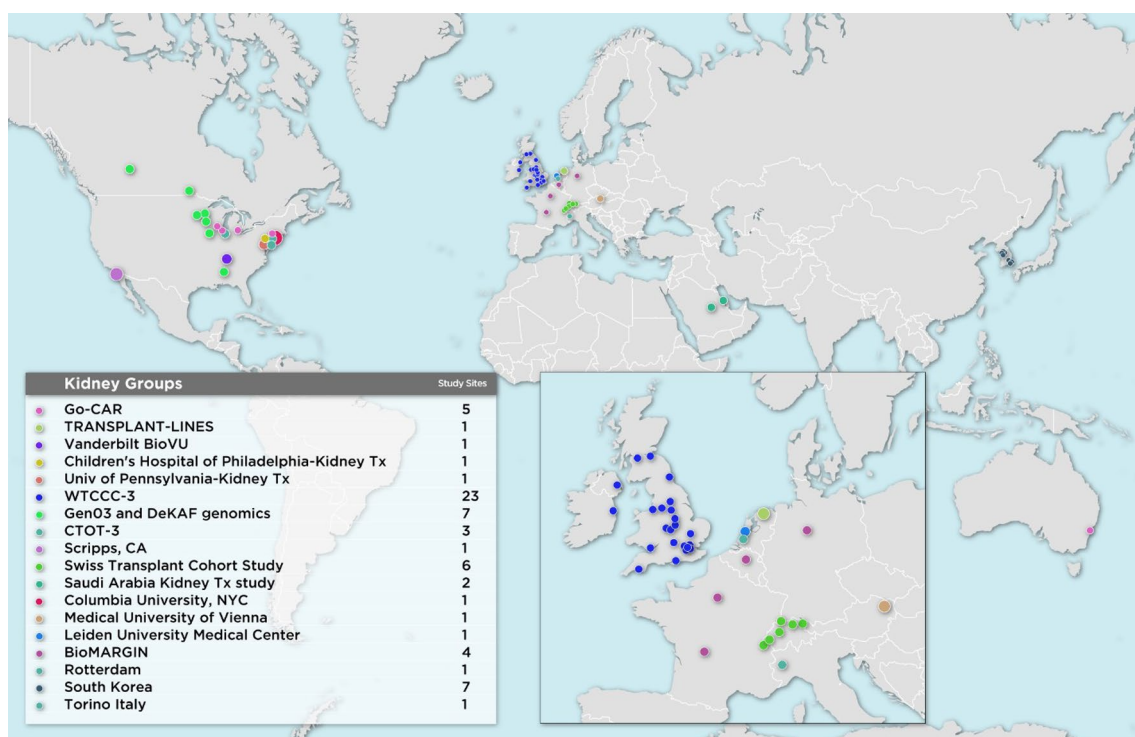 Kidney Groups Study Sites
Go-CAR 5
TRANSPLANT-LINES 1
Vanderbilt BioVU 1
Children's Hospital of Philadelphia-Kidney Tx 1
Univ of Pennsylvania-Kidney Tx 1
WTCCC-3 23
Gen03 and DeKAF genomics 7
CTOT-3 3
Scripps, CA 1
Swiss Transplant Cohort Study 6
Saudi Arabia Kidney Tx study 2
Columbia University, NYC 1
Medical University of Vienna 1
Leiden University Medical Center 1
BioMARGIN 4
Rotterdam 1
South Korea 7
Torino Italy 1